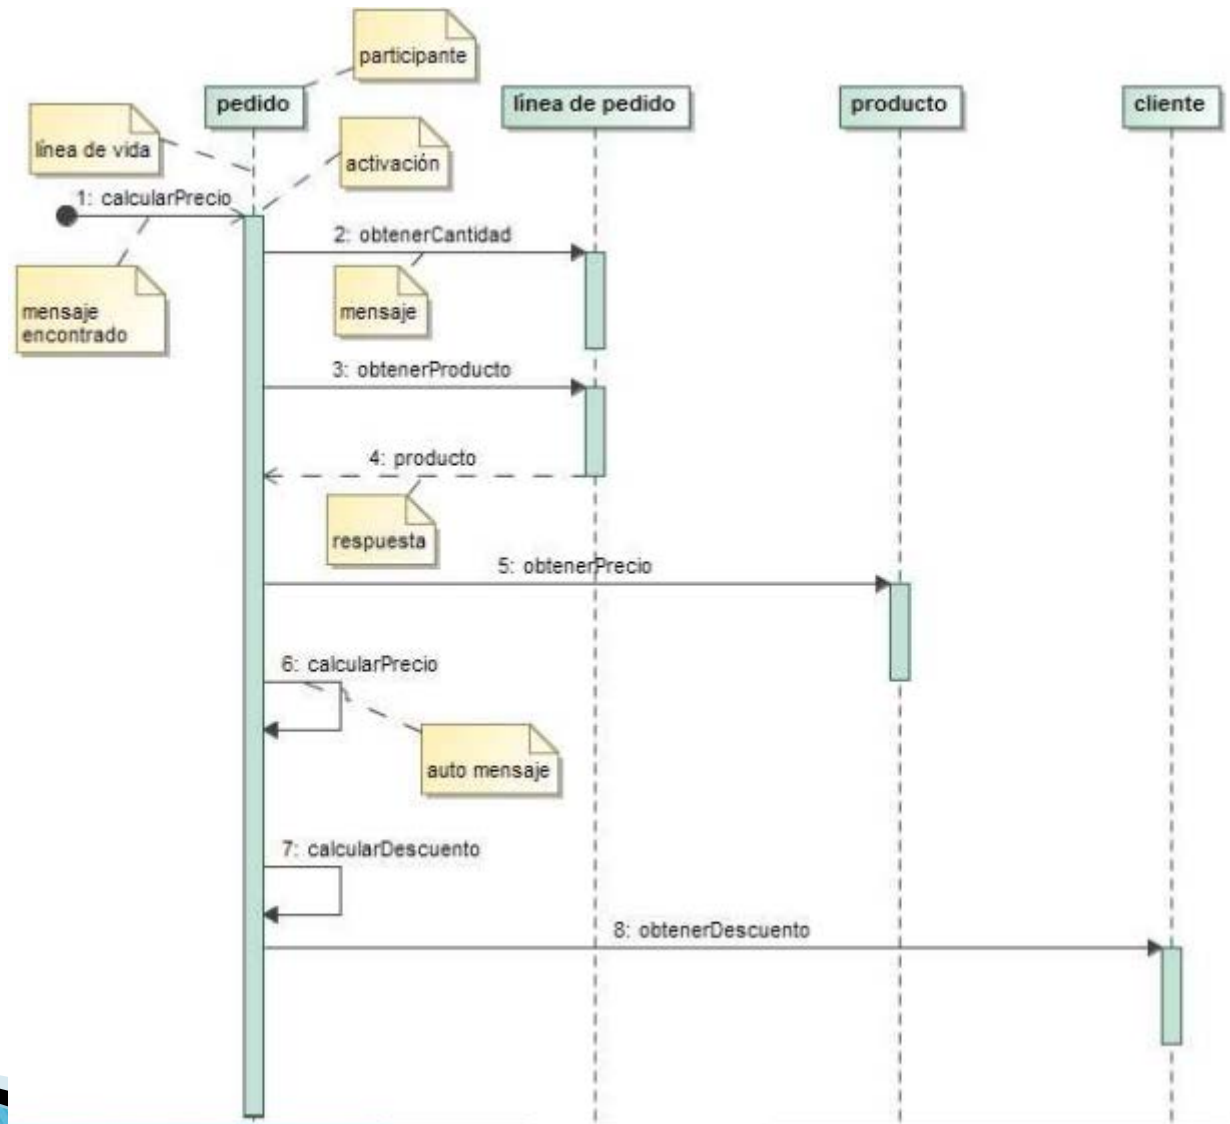 participante
pedido
línea de pedido
producto
cliente
línea de vida
activación
1: calcularPrecio
2: obtenerCantidad
mensaje
encontrado
mensaje
3: obtenerProducto
4: producto
respuesta
5: obtenerPrecio
6: calcularPrecio
auto mensaje
7: calcularDescuento
8: obtenerDescuento